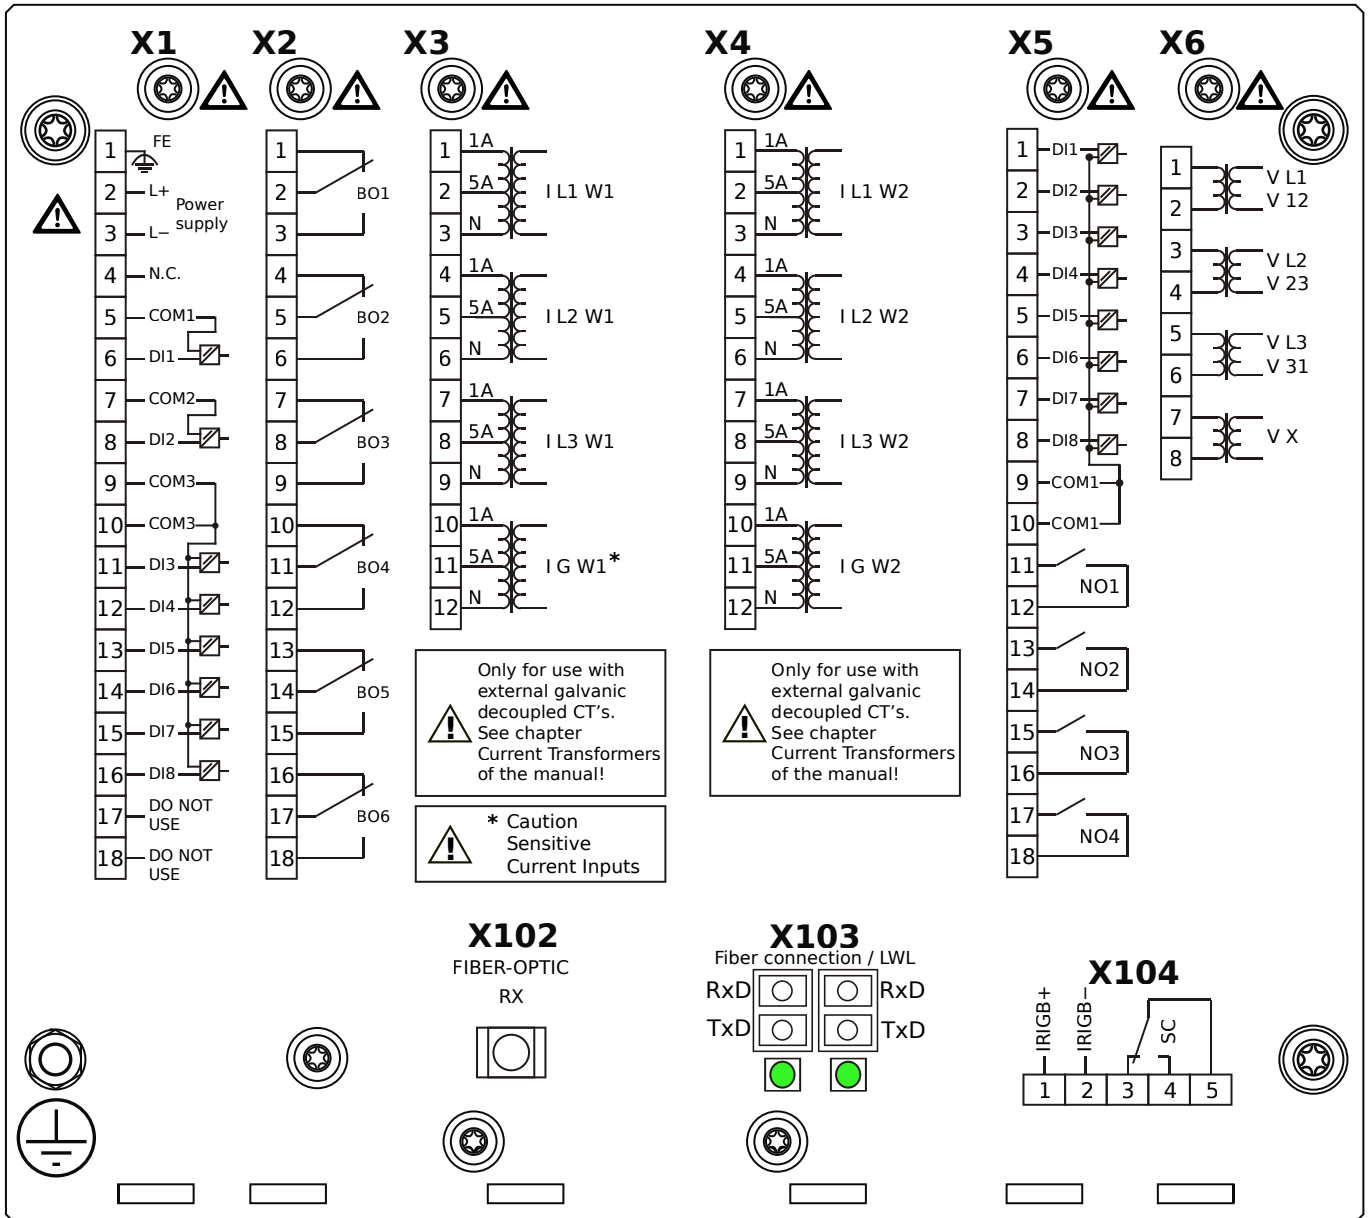 X1
X2
X3
X4
X5
X6
1
FE
2
L+
Power
supply
3
L−
4
N.C.
5
COM1
6
DI1
7
COM2
8
DI2
9
COM3
10
COM3
11
DI3
12
DI4
13
DI5
14
DI6
15
DI7
16
DI8
17
DO NOT
USE
18
DO NOT
USE
1
2
BO1
3
4
5
BO2
6
7
8
BO3
9
10
11
BO4
12
13
14
BO5
15
16
17
BO6
18
1
1A
2
5A
I L1 W1
3
N
4
1A
5
5A
I L2 W1
6
N
7
1A
8
5A
I L3 W1
9
N
10
1A
11
5A
I G W1*
12
N
Only for use with
external galvanic
decoupled CT's.
See chapter
Current Transformers
of the manual!
* Caution
Sensitive
Current Inputs
1
1A
2
5A
I L1 W2
3
N
4
1A
5
5A
I L2 W2
6
N
7
1A
8
5A
I L3 W2
9
N
10
1A
11
5A
I G W2
12
N
Only for use with
external galvanic
decoupled CT's.
See chapter
Current Transformers
of the manual!
1
DI1
2
DI2
3
DI3
4
DI4
5
DI5
6
DI6
7
DI7
8
DI8
9
COM1
10
COM1
11
NO1
12
13
NO2
14
15
NO3
16
17
NO4
18
1
V L1
2
V 12
3
V L2
4
V 23
5
V L3
6
V 31
7
V X
8
X102
FIBER-OPTIC
RX
X103
Fiber connection / LWL
RxD
RxD
TxD
TxD
X104
IRIGB+
IRIGB−
SC
1
2
3
4
5